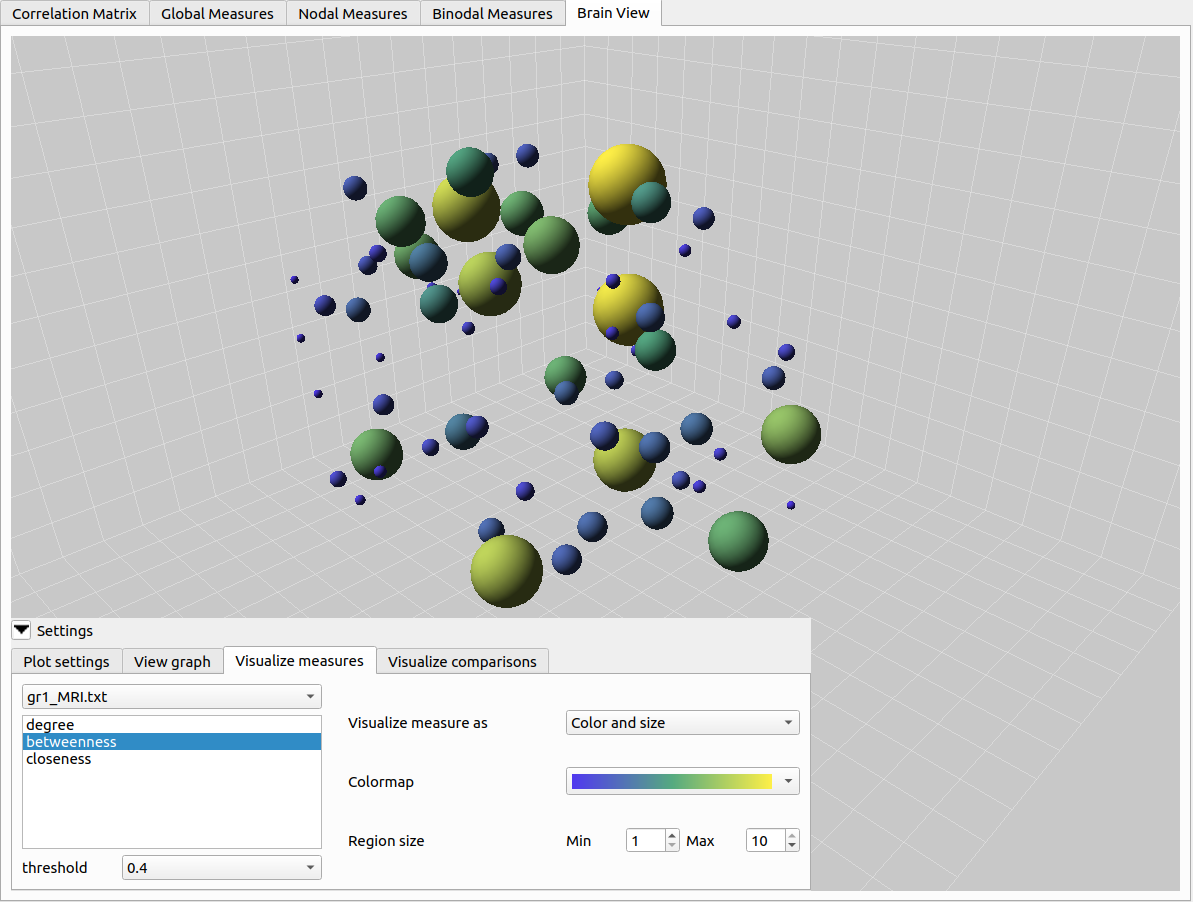 Correlation Matrix Global Measures Nodal Measures Binodal Measures Brain View
Settings
Plot settings View graph Visualize measures Visualize comparisons
gr1_MRI.txt
degree
betweenness
closeness
threshold 0.4
Visualize measure as Color and size
Colormap
Region size Min 1 Max 10